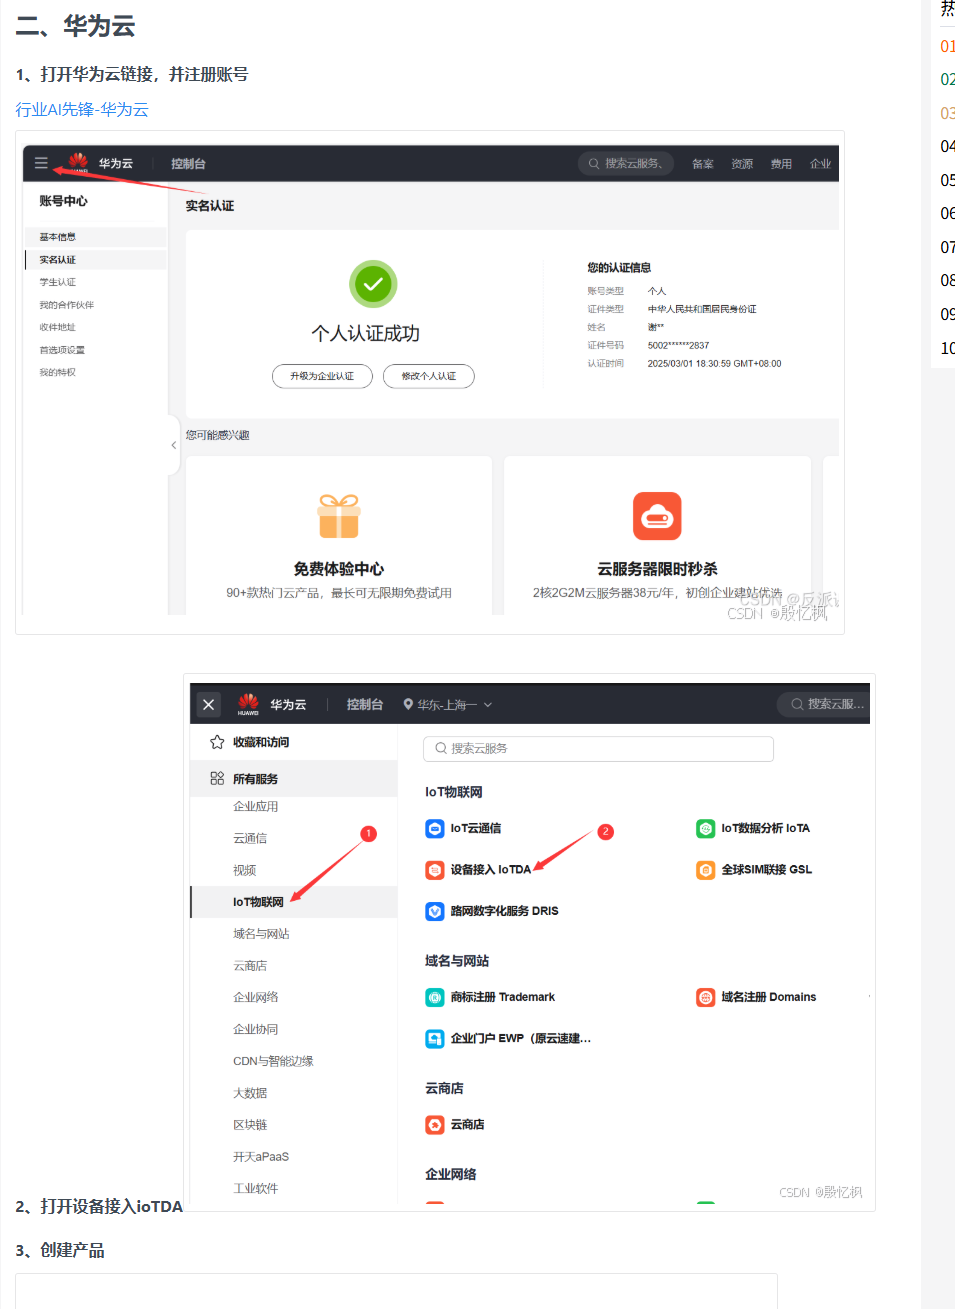 二、华为云
1、打开华为云链接，并注册账号
行业AI先锋-华为云
华为云 控制台 搜索云服务、 备案 资源 费用 企业
账号中心
基本信息
实名认证
学生认证
我的合作伙伴
收件地址
首选项设置
我的特权
实名认证
个人认证成功
升级为企业认证 修改个人认证
您的认证信息
账号类型 个人
证件类型 中华人民共和国居民身份证
姓名 谢**
证件号码 5002******2837
认证时间 2025/03/01 18:30:59 GMT+08:00
您可能感兴趣
免费体验中心
90+款热门云产品，最长可无限期免费试用
云服务器限时秒杀
2核2G2M云服务器38元/年，初创企业建站优选
CSDN @反派
CSDN @殷忆枫
HUAWEI 华为云 控制台 华东-上海一 搜索云服...
收藏和访问
所有服务
企业应用
云通信
视频
IoT物联网
域名与网站
云商店
企业网络
企业协同
CDN与智能边缘
大数据
区块链
开天aPaaS
工业软件
1
2
搜索云服务
IoT物联网
IoT云通信 IoT数据分析 IoTA
设备接入 IoTDA 全球SIM联接 GSL
路网数字化服务 DRIS
域名与网站
商标注册 Trademark 域名注册 Domains
企业门户 EWP（原云速建...
云商店
云商店
企业网络
CSDN @殷忆枫
2、打开设备接入ioTDA
3、创建产品
热
01
02
03
04
05
06
07
08
09
10